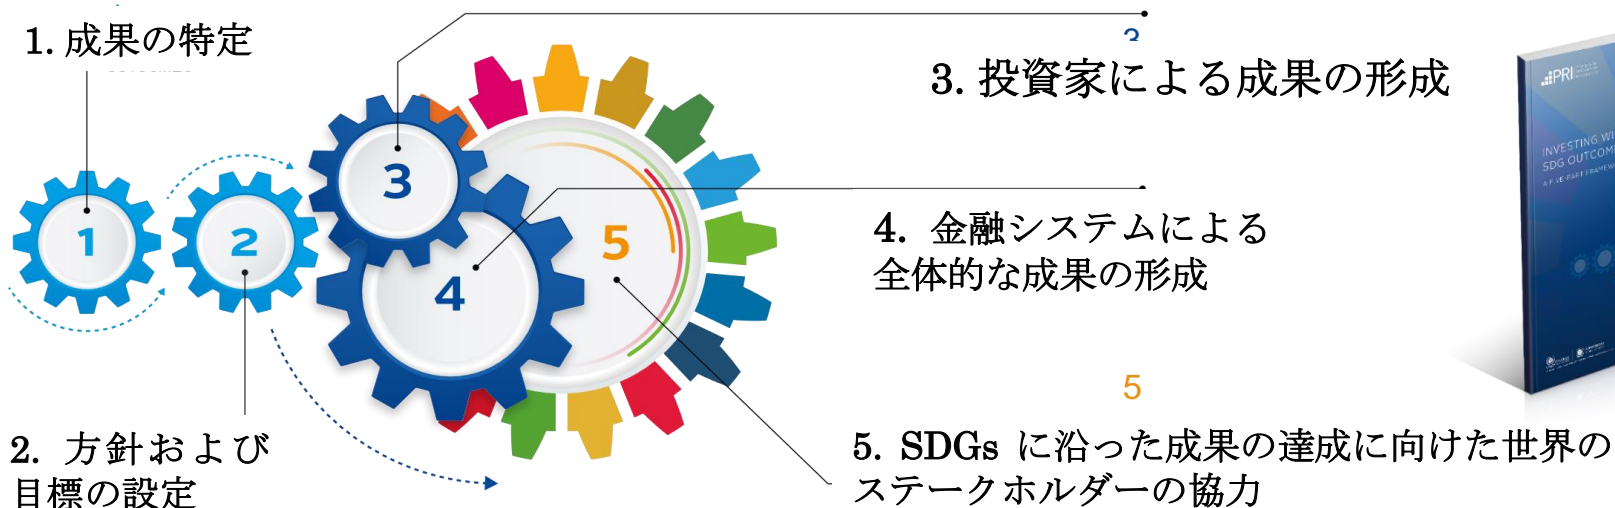 1. 成果の特定
3
3. 投資家による成果の形成
PRI
INVESTING WI
SDG OUTCOM
A FIVE-PART FRAMEW
1
2
3
4
5
4. 金融システムによる
全体的な成果の形成
5
2. 方針および
目標の設定
5. SDGs に沿った成果の達成に向けた世界の
ステークホルダーの協力